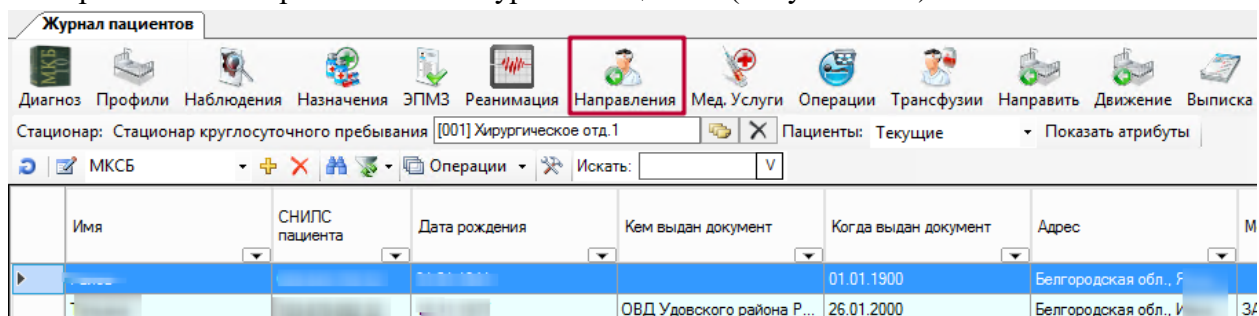 Журнал пациентов
МКБ 10
Диагноз Профили Наблюдения Назначения ЭПМЗ Реанимация Направления Мед. Услуги Операции Трансфузии Направить Движение Выписка
Стационар: Стационар круглосуточного пребывания [001] Хирургическое отд.1 Пациенты: Текущие Показать атрибуты
МКСБ Операции Искать: V
Имя СНИЛС пациента Дата рождения Кем выдан документ Когда выдан документ Адрес М
01.01.1900 Белгородская обл.,
ОВД Удовского района Р... 26.01.2000 Белгородская обл., ЗА